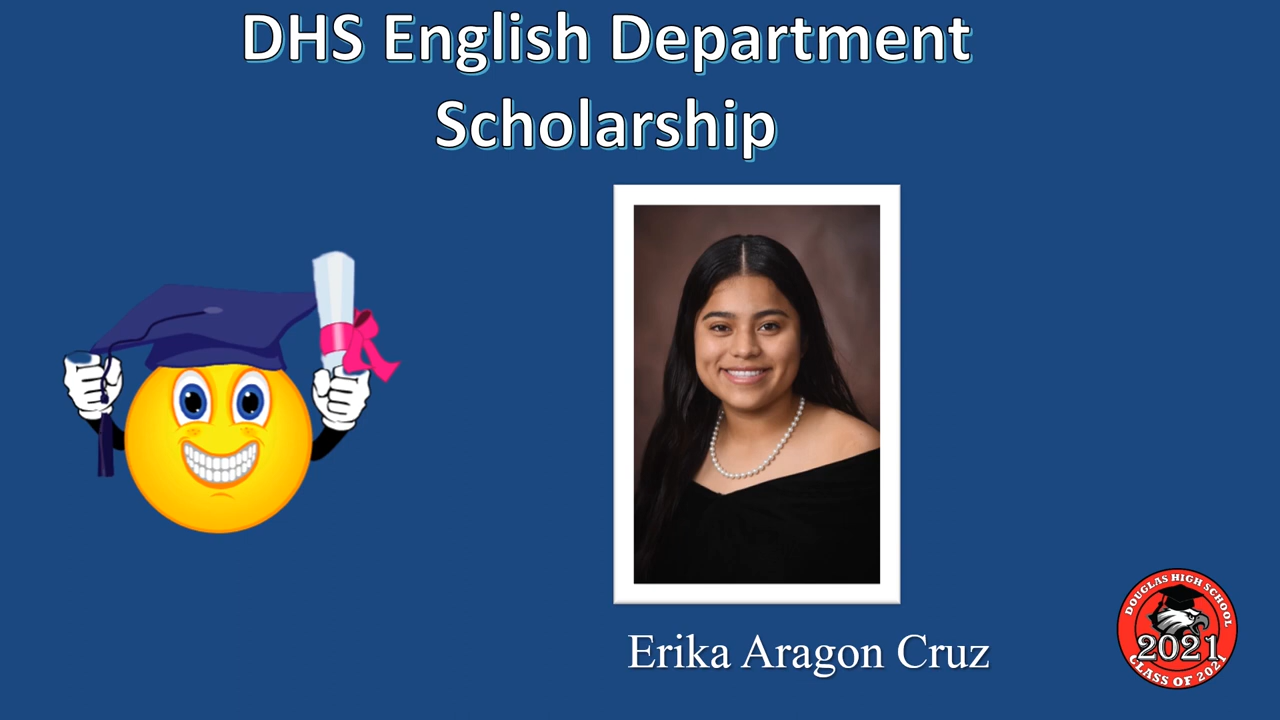 DHS English Department
Scholarship
Erika Aragon Cruz
DOUGLAS HIGH SCHOOL
2021
CLASS OF 2021